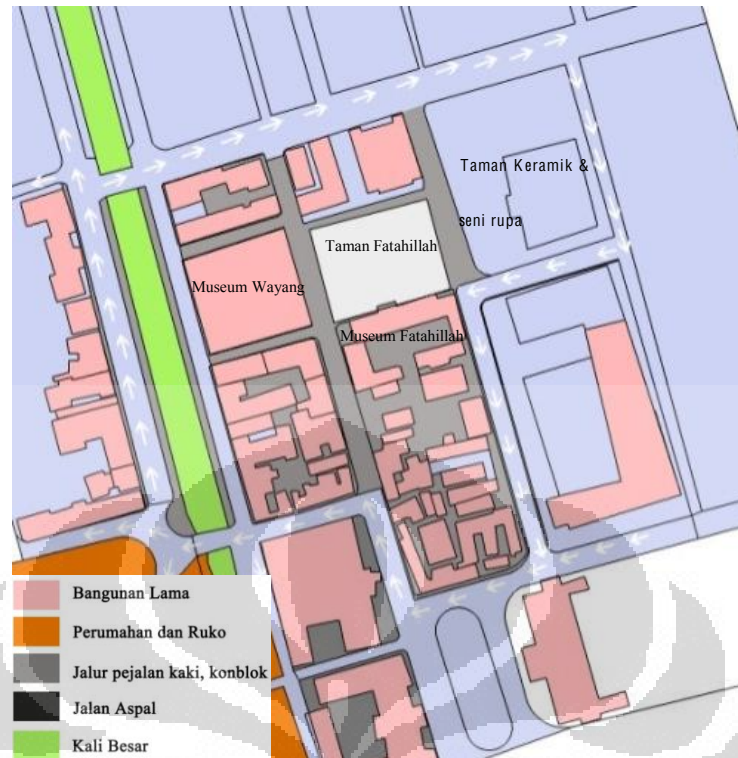 Taman Keramik &
seni rupa
Taman Fatahillah
Museum Wayang
Museum Fatahillah
Bangunan Lama
Perumahan dan Ruko
Jalur pejalan kaki, konblok
Jalan Aspal
Kali Besar